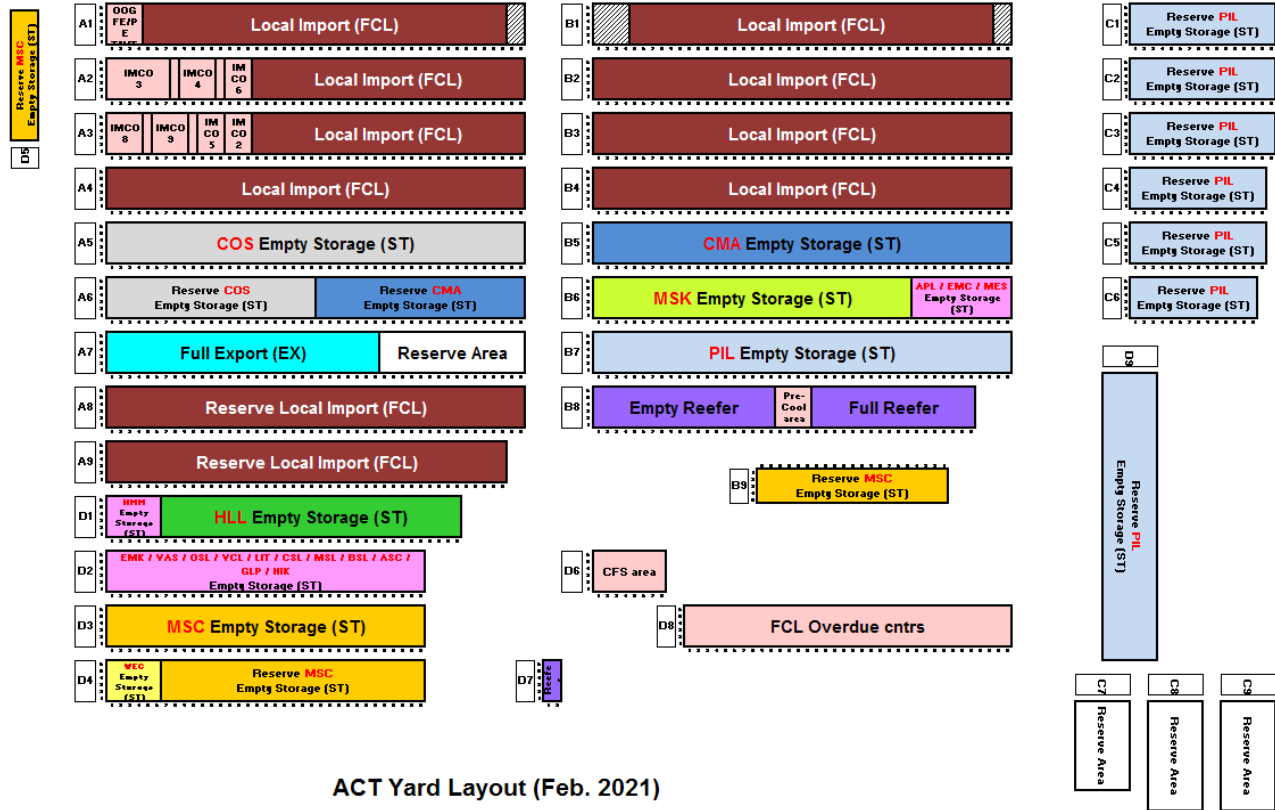 A1
OOG
FE/P
E
Local Import (FCL)
B1
Local Import (FCL)
C1
Reserve PIL
Empty Storage (ST)
Reserve MSC
Empty Storage (ST)
D5
A2
IMCO
3
IMCO
4
IM
CO
6
Local Import (FCL)
B2
Local Import (FCL)
C2
Reserve PIL
Empty Storage (ST)
A3
IMCO
8
IMCO
9
IM
CO
5
IM
CO
2
Local Import (FCL)
B3
Local Import (FCL)
C3
Reserve PIL
Empty Storage (ST)
A4
Local Import (FCL)
B4
Local Import (FCL)
C4
Reserve PIL
Empty Storage (ST)
A5
COS Empty Storage (ST)
B5
CMA Empty Storage (ST)
C5
Reserve PIL
Empty Storage (ST)
A6
Reserve COS
Empty Storage (ST)
Reserve CMA
Empty Storage (ST)
B6
MSK Empty Storage (ST)
APL / EMC / MES
Empty Storage
(ST)
C6
Reserve PIL
Empty Storage (ST)
A7
Full Export (EX)
Reserve Area
B7
PIL Empty Storage (ST)
D9
Reserve PIL
Empty Storage (ST)
A8
Reserve Local Import (FCL)
B8
Empty Reefer
Pre-
Cool
area
Full Reefer
A9
Reserve Local Import (FCL)
B9
Reserve MSC
Empty Storage (ST)
D1
HMM
Empty
Storage
(ST)
HLL Empty Storage (ST)
D2
EMK / VAS / OSL / VCL / LIT / CSL / MSL / BSL / ASC /
GLP / HIK
Empty Storage (ST)
D6
CFS area
D3
MSC Empty Storage (ST)
D8
FCL Overdue cntrs
D4
WEC
Empty
Storage
(ST)
Reserve MSC
Empty Storage (ST)
D7
Reefe
C7
Reserve Area
C8
Reserve Area
C9
Reserve Area
ACT Yard Layout (Feb. 2021)